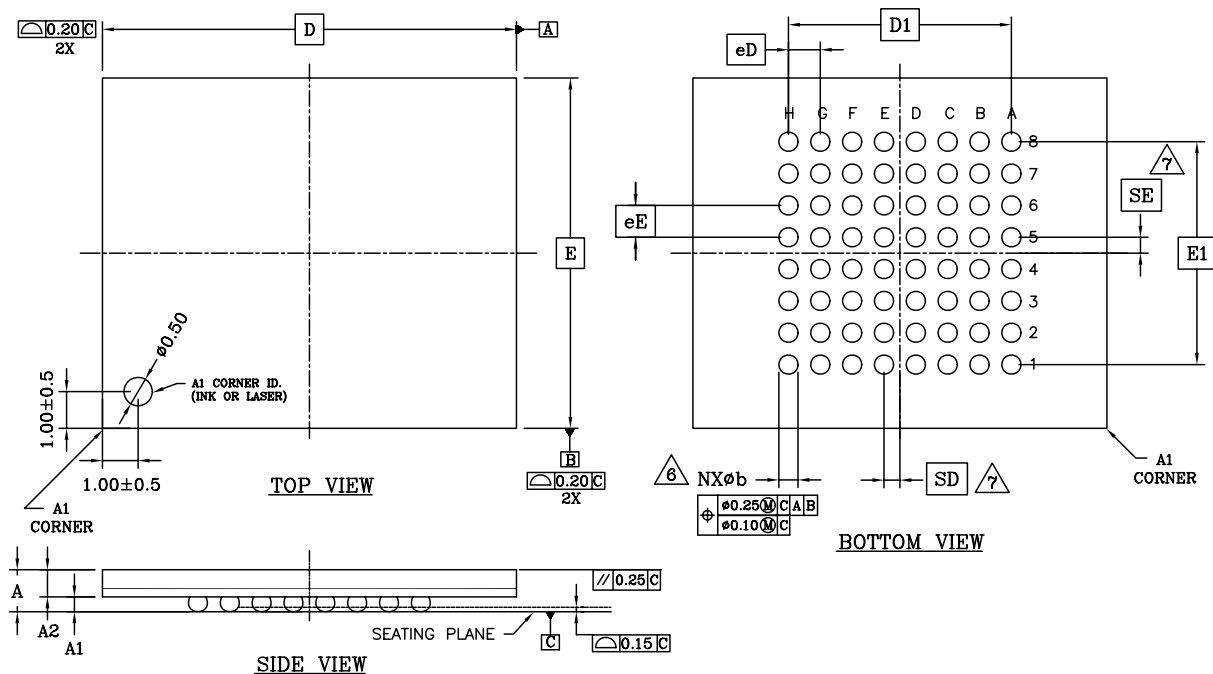 ⌓ 0.20 C
2X
D
A
E
ø0.50
A1 CORNER ID.
(INK OR LASER)
1.00±0.5
1.00±0.5
A1
CORNER
B
⌓ 0.20 C
2X
TOP VIEW
D1
eD
H G F E D C B A
8
7
6
5
4
3
2
1
7
SE
eE
E1
6
NXøb
SD
7
⌖ ø0.25Ⓜ C A B
ø0.10Ⓜ C
A1
CORNER
BOTTOM VIEW
A
A2
A1
// 0.25 C
SEATING PLANE
C
⌓ 0.15 C
SIDE VIEW